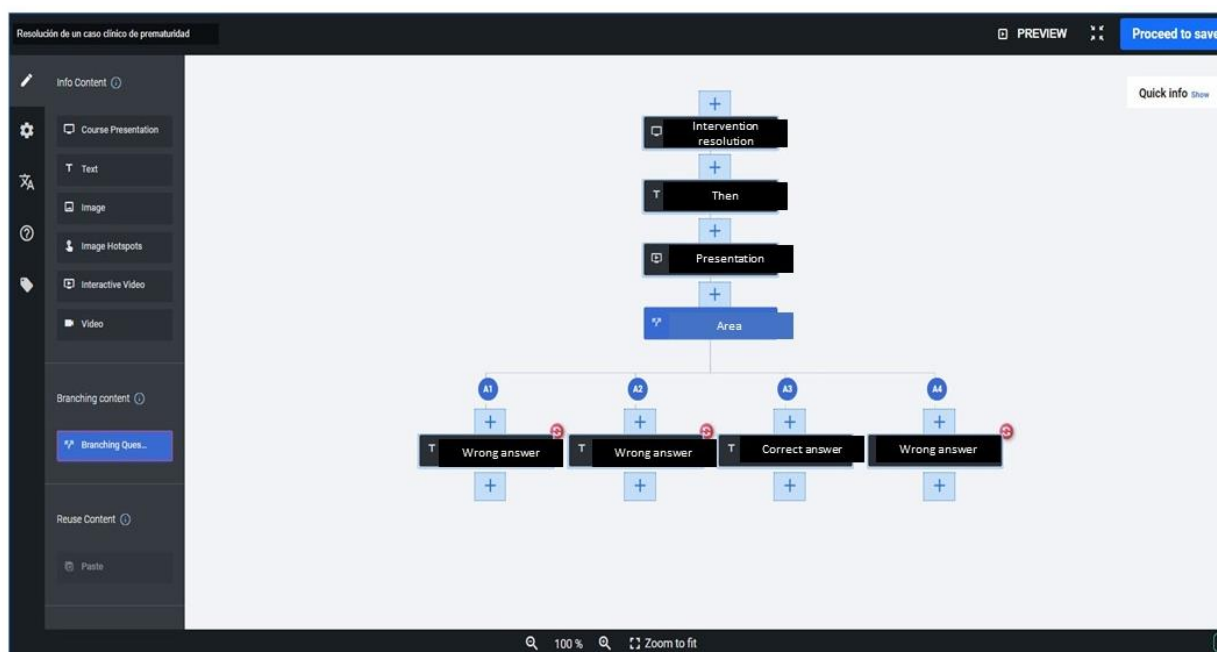 Resolución de un caso clínico de prematuridad
PREVIEW
Proceed to save
Info Content
Course Presentation
T Text
Image
Image Hotspots
Interactive Video
Video
Branching content
Branching Ques...
Reuse Content
Paste
Quick info Show
+
Intervention
resolution
+
T Then
+
Presentation
+
Area
A1 A2 A3 A4
+ + + +
T Wrong answer T Wrong answer T Correct answer Wrong answer
+ + + +
100 % Zoom to fit